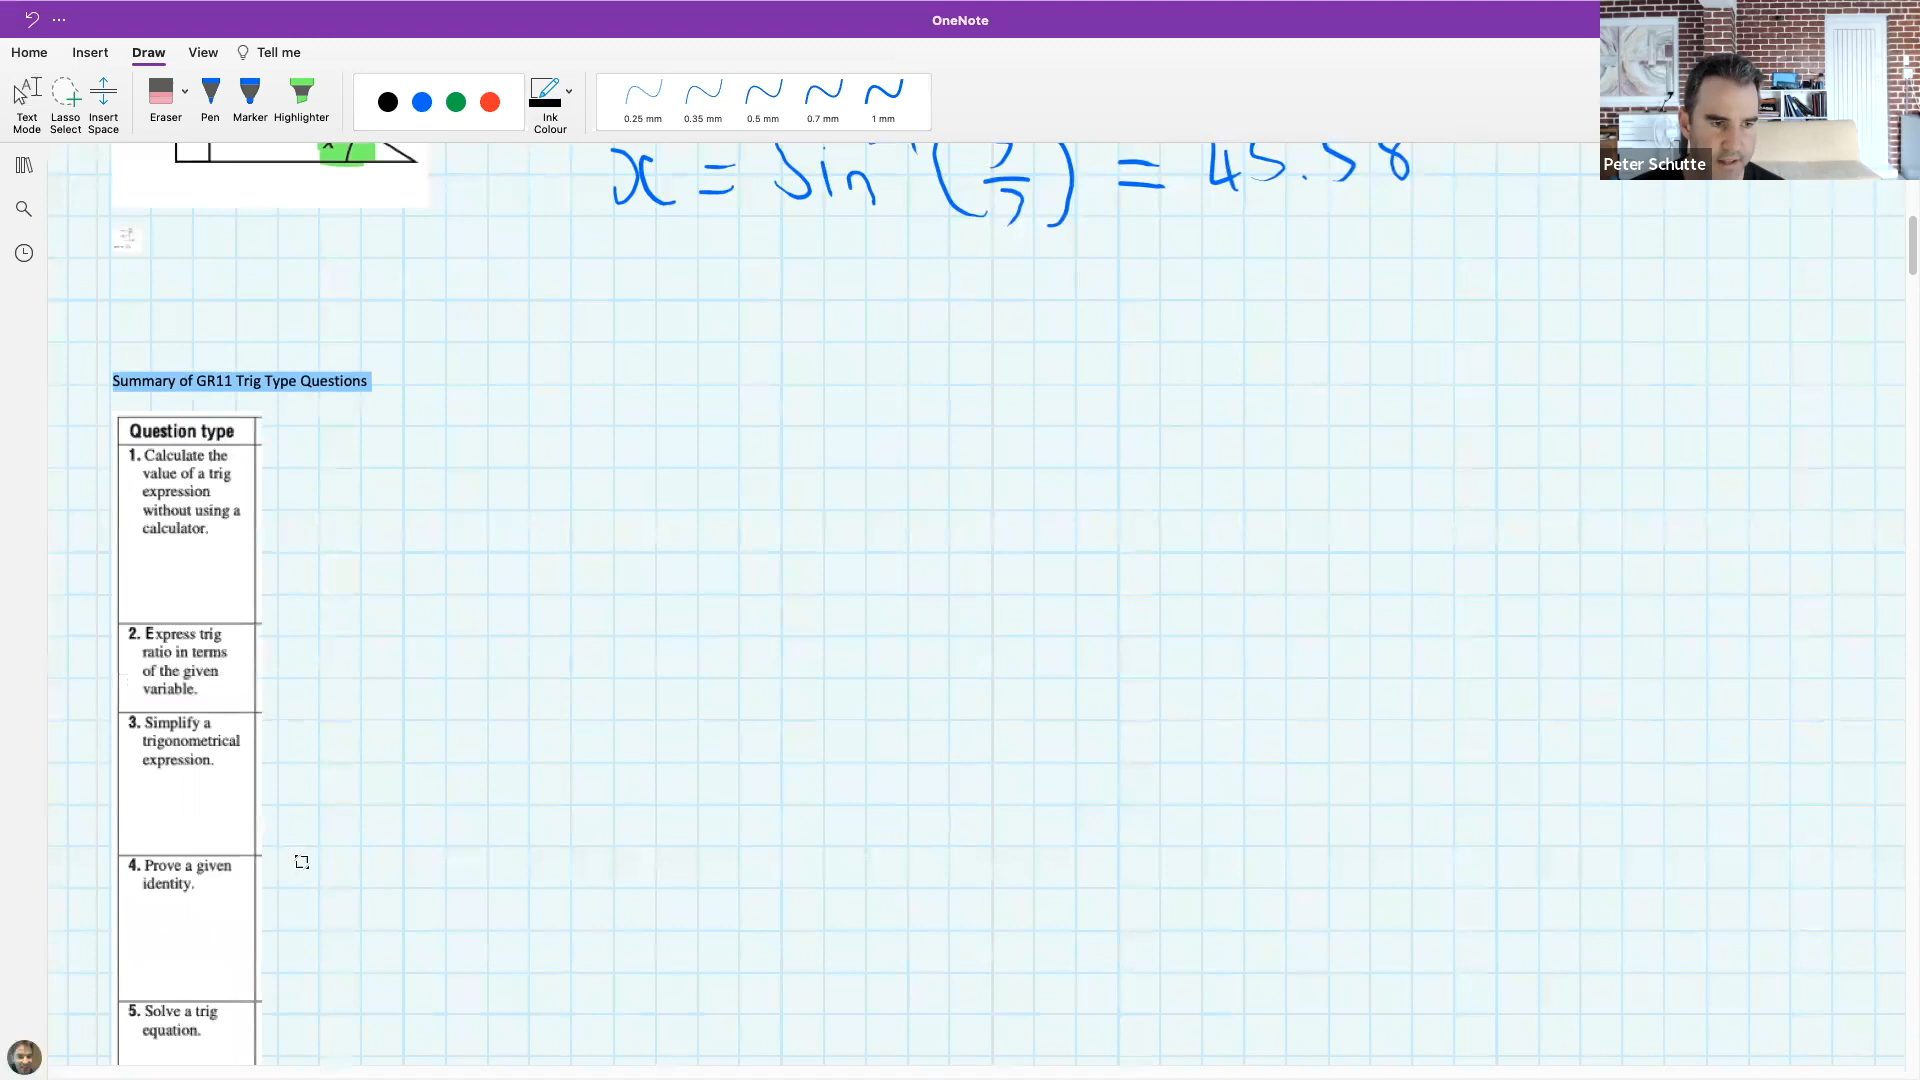 OneNote
Home Insert Draw View Tell me
Text Mode
Lasso Select
Insert Space
Eraser
Pen
Marker
Highlighter
Ink Colour
0.25 mm
0.35 mm
0.5 mm
0.7 mm
1 mm
Peter Schutte
x = sin
= 45.58
Summary of GR11 Trig Type Questions
Question type
1. Calculate the
value of a trig
expression
without using a
calculator.
2. Express trig
ratio in terms
of the given
variable.
3. Simplify a
trigonometrical
expression.
4. Prove a given
identity.
5. Solve a trig
equation.